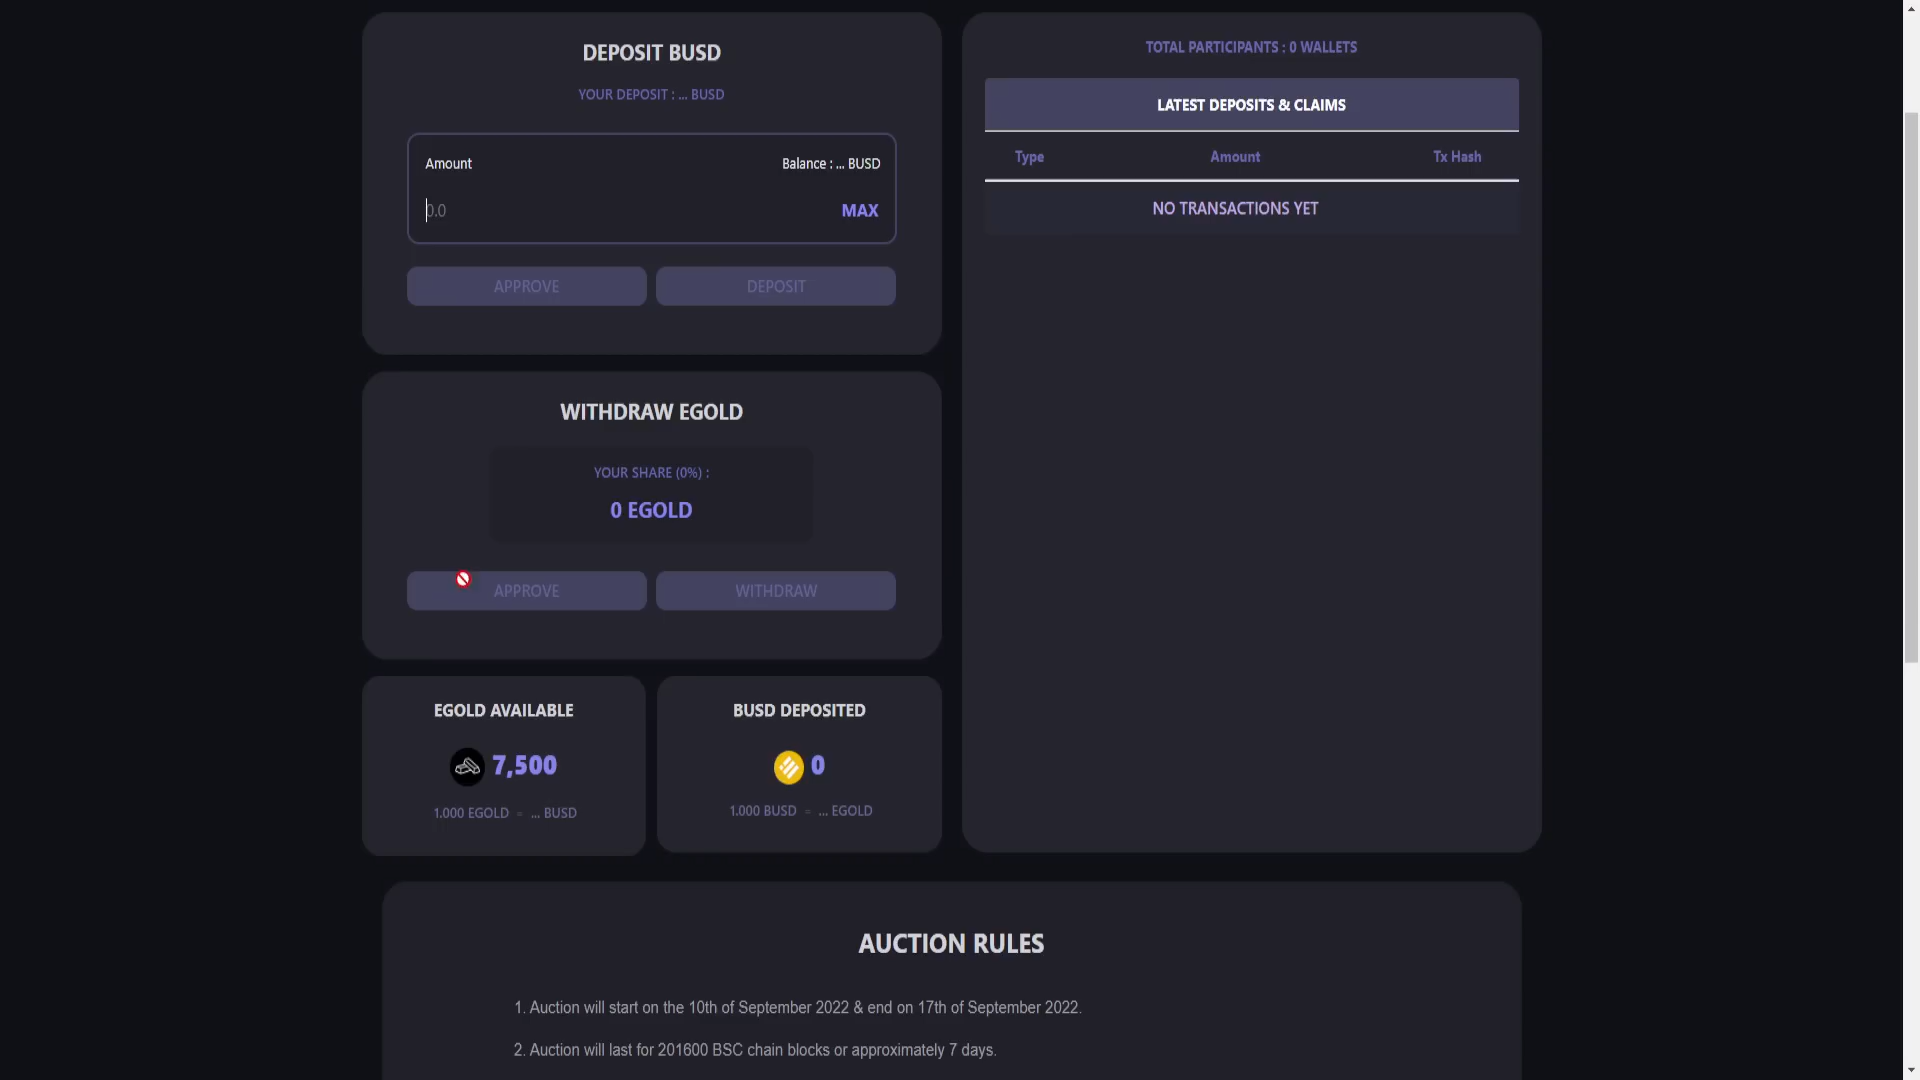 DEPOSIT BUSD
YOUR DEPOSIT : ... BUSD
Amount
Balance : ... BUSD
0.0
MAX
APPROVE
DEPOSIT
WITHDRAW EGOLD
YOUR SHARE (0%) :
0 EGOLD
APPROVE
WITHDRAW
EGOLD AVAILABLE
7,500
1.000 EGOLD = ... BUSD
BUSD DEPOSITED
0
1.000 BUSD = ... EGOLD
TOTAL PARTICIPANTS : 0 WALLETS
LATEST DEPOSITS & CLAIMS
Type Amount Tx Hash
NO TRANSACTIONS YET
AUCTION RULES
1. Auction will start on the 10th of September 2022 & end on 17th of September 2022.
2. Auction will last for 201600 BSC chain blocks or approximately 7 days.